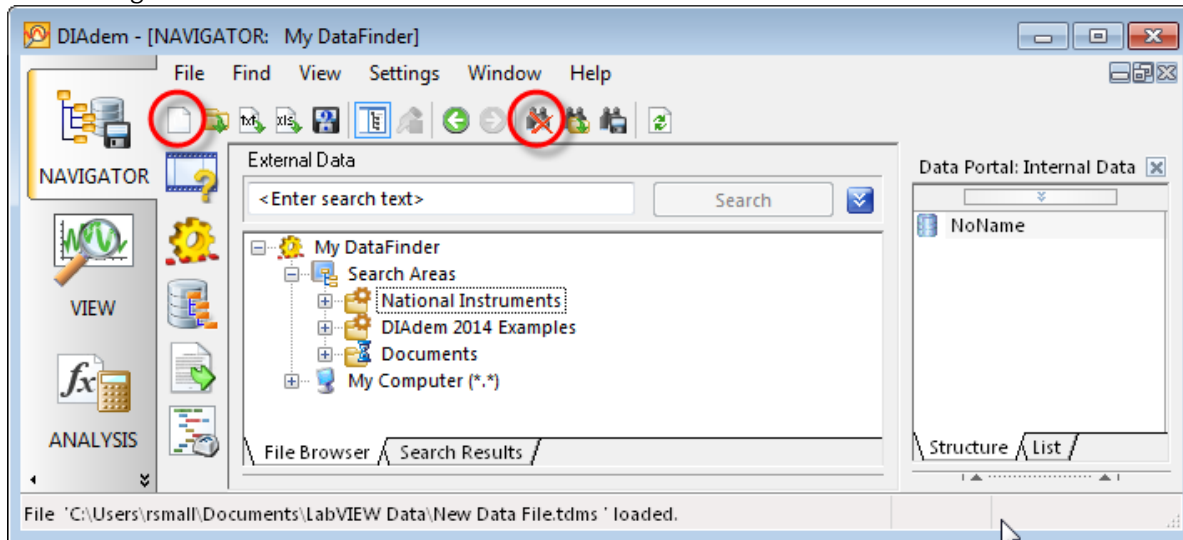 DIAdem - [NAVIGATOR: My DataFinder]
File Find View Settings Window Help
NAVIGATOR
VIEW
ANALYSIS
External Data
<Enter search text>
Search
My DataFinder
Search Areas
National Instruments
DIAdem 2014 Examples
Documents
My Computer (*.*)
File Browser
Search Results
Data Portal: Internal Data
NoName
Structure
List
File 'C:\Users\rsmall\Documents\LabVIEW Data\New Data File.tdms ' loaded.